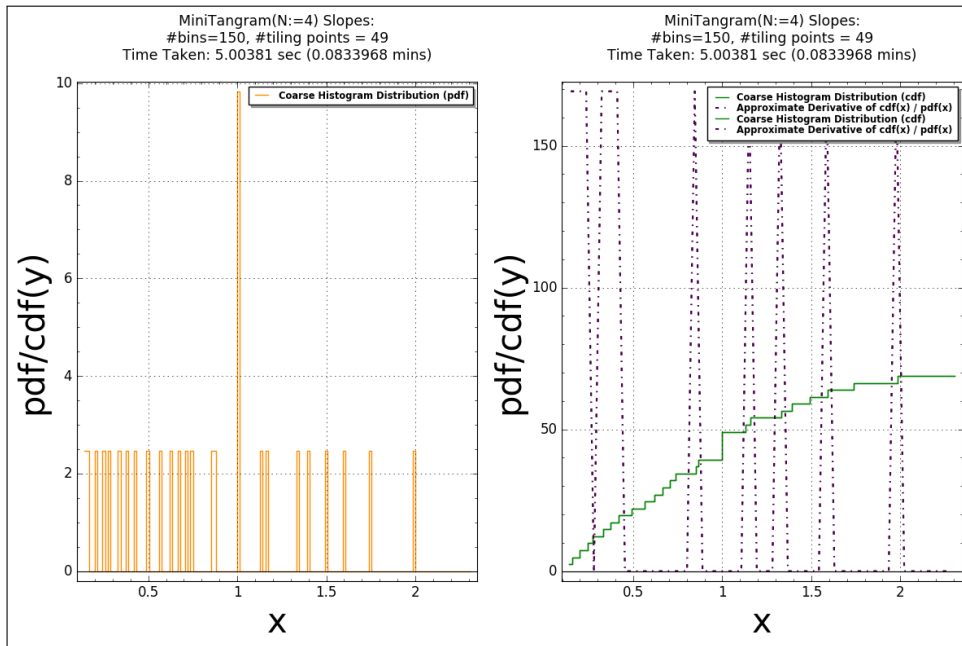 MiniTangram(N:=4) Slopes:
#bins=150, #tiling points = 49
Time Taken: 5.00381 sec (0.0833968 mins)
10
8
6
4
2
0
pdf/cdf(y)
Coarse Histogram Distribution (pdf)
0.5
1
1.5
2
x
MiniTangram(N:=4) Slopes:
#bins=150, #tiling points = 49
Time Taken: 5.00381 sec (0.0833968 mins)
150
100
50
0
pdf/cdf(y)
Coarse Histogram Distribution (cdf)
Approximate Derivative of cdf(x) / pdf(x)
Coarse Histogram Distribution (cdf)
Approximate Derivative of cdf(x) / pdf(x)
0.5
1
1.5
2
x